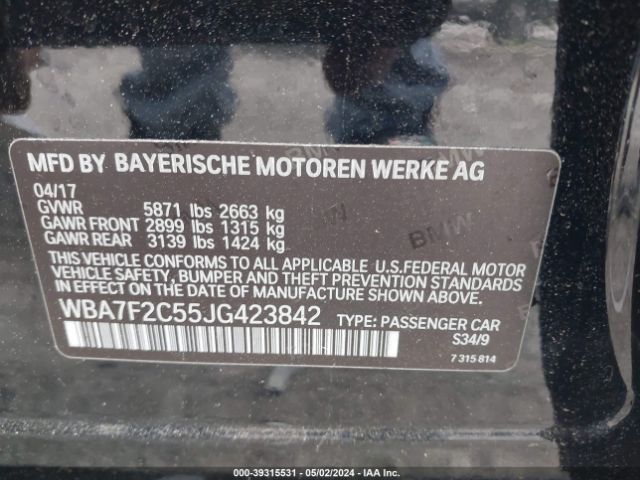 MFD BY BAYERISCHE MOTOREN WERKE AG
04/17
GVWR 5871 lbs 2663 kg
GAWR FRONT 2899 lbs 1315 kg
GAWR REAR 3139 lbs 1424 kg
THIS VEHICLE CONFORMS TO ALL APPLICABLE U.S.FEDERAL MOTOR
VEHICLE SAFETY, BUMPER AND THEFT PREVENTION STANDARDS
IN EFFECT ON THE DATE OF MANUFACTURE SHOWN ABOVE.
WBA7F2C55JG423842 TYPE: PASSENGER CAR
S34/9
7 315 814
BMW
BMW
000-39315531 - 05/02/2024 - IAA Inc.